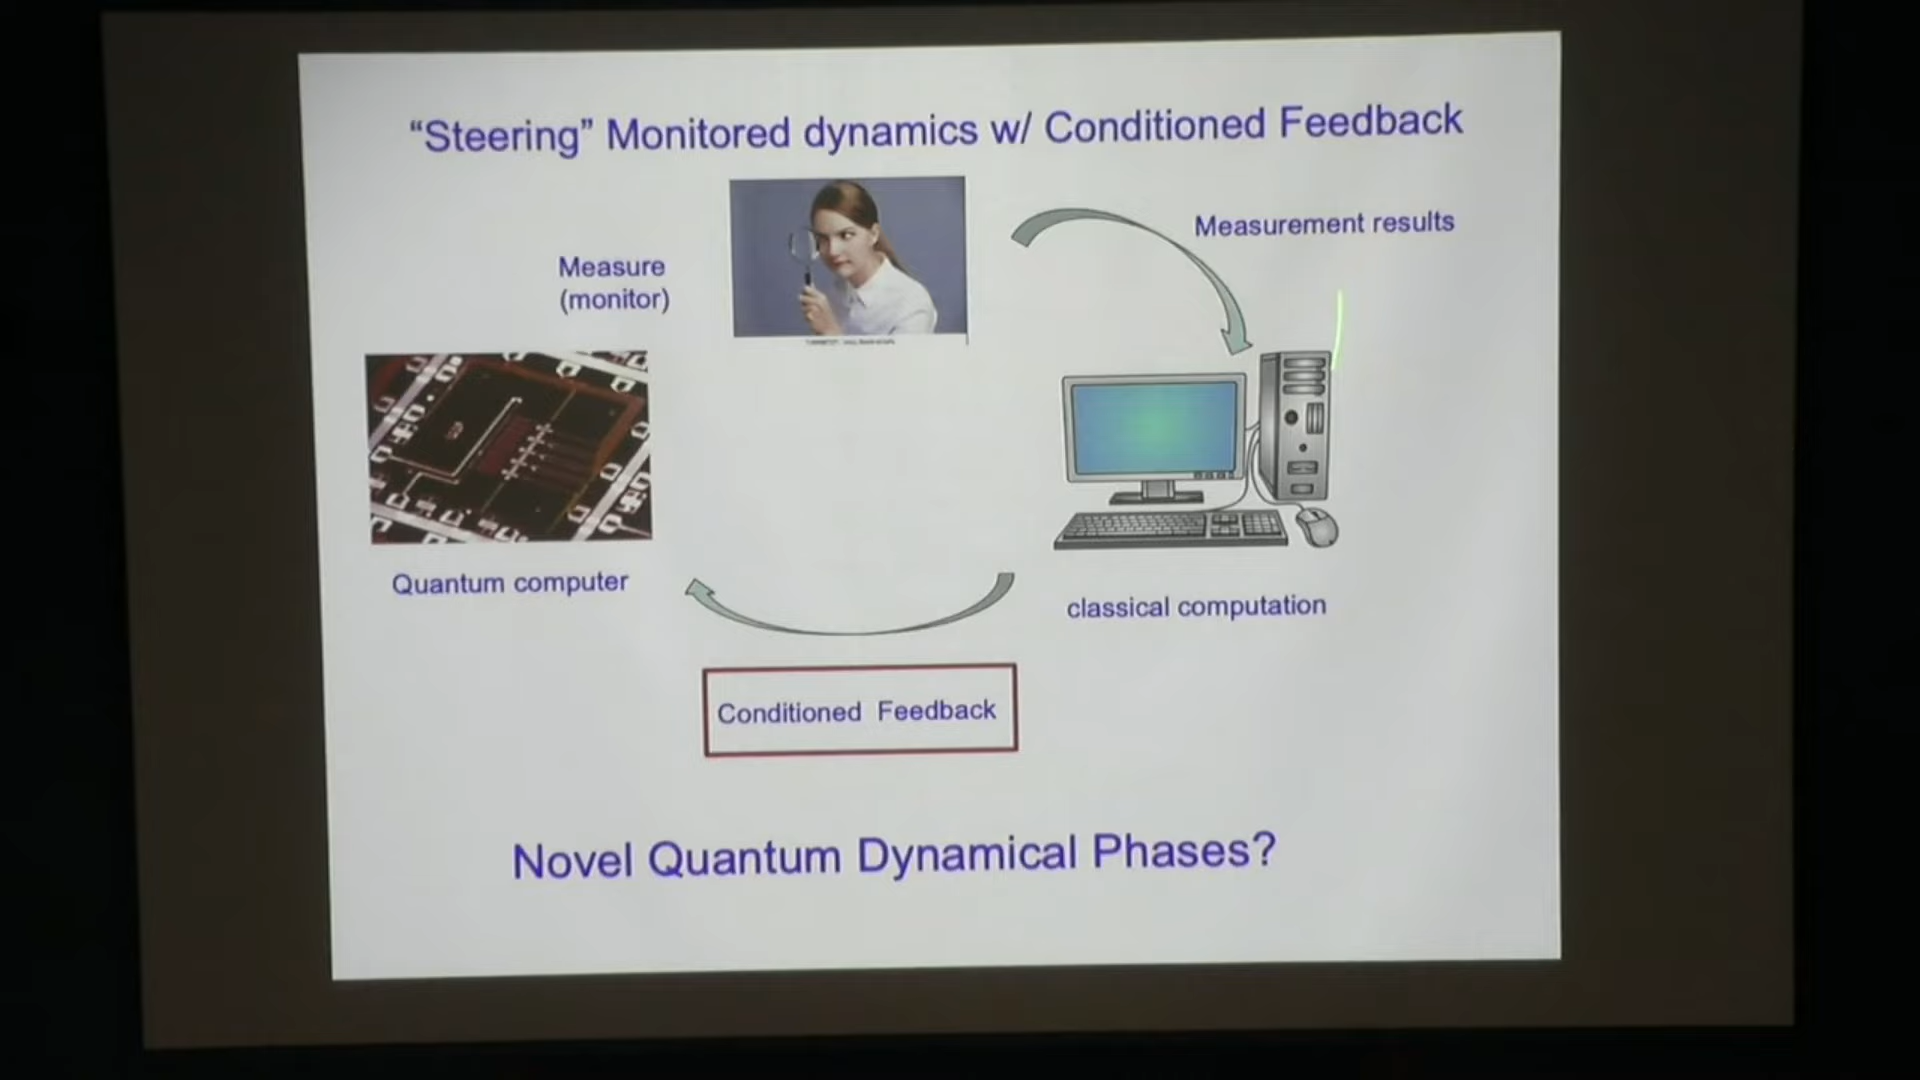 “Steering” Monitored dynamics w/ Conditioned Feedback
Measurement results
Measure
(monitor)
Quantum computer
classical computation
Conditioned Feedback
Novel Quantum Dynamical Phases?